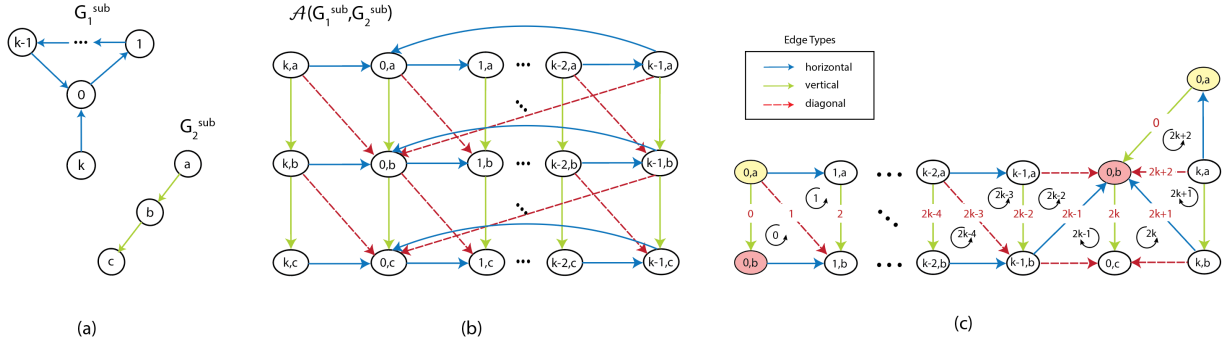 G₁ˢᵘᵇ
k-1 ... 1
0
k
G₂ˢᵘᵇ
a
b
c
(a)
𝒜(G₁ˢᵘᵇ,G₂ˢᵘᵇ)
k,a 0,a 1,a ... k-2,a k-1,a
...
k,b 0,b 1,b ... k-2,b k-1,b
...
k,c 0,c 1,c ... k-2,c k-1,c
(b)
Edge Types
horizontal
vertical
diagonal
0,a
0 2k+2
0,a 1,a ... k-2,a k-1,a 0,b 2k+2 k,a
1 2k-3 2k-2 2k+1
0 1 2 ... 2k-4 2k-3 2k-2 2k-1 2k 2k+1
0 2k-4 2k-1 2k
0,b 1,b ... k-2,b k-1,b 0,c k,b
(c)